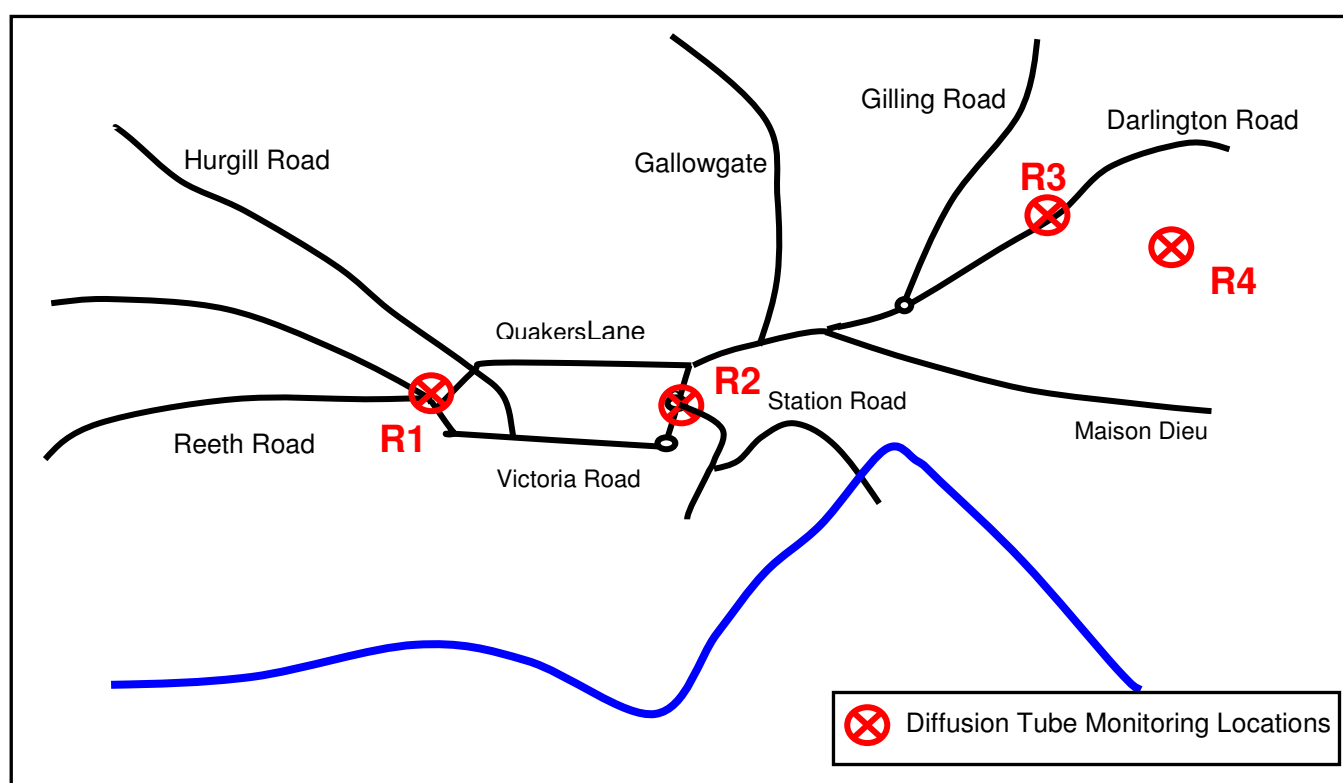 Gilling Road
Darlington Road
Hurgill Road
Gallowgate
R3
R4
QuakersLane
R2
Station Road
R1
Reeth Road
Maison Dieu
Victoria Road
Diffusion Tube Monitoring Locations